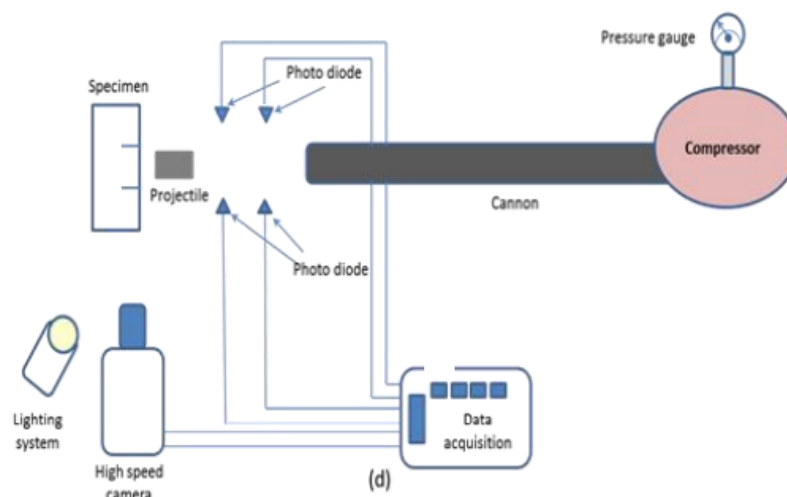 Pressure gauge
Photo diode
Specimen
Compressor
Projectile
Cannon
Photo diode
Lighting
system
High speed
camera
Data
acquisition
(d)